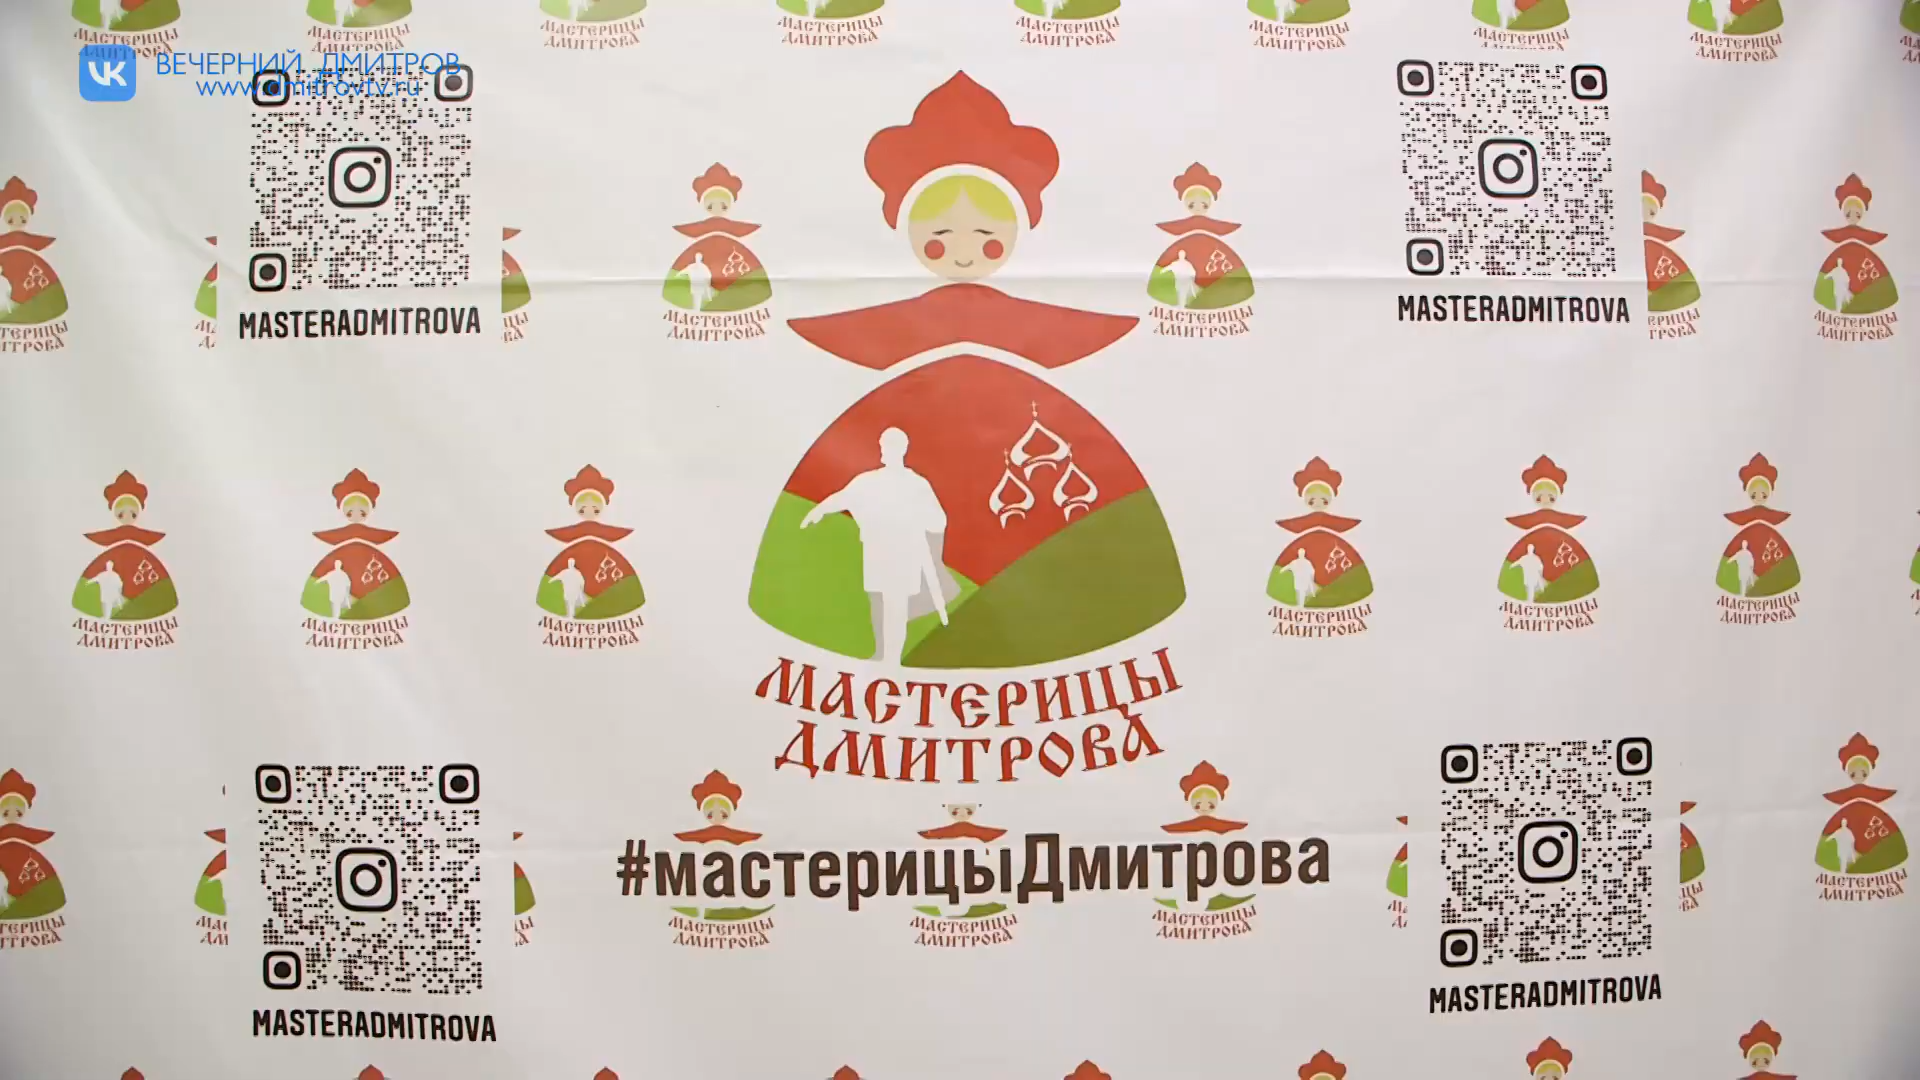 ВЕЧЕРНИЙ ДМИТРОВ
www.dmitrovtv.ru
MASTERADMITROVA
MASTERADMITROVA
МАСТЕРИЦЫ
ДМИТРОВА
#мастерицыДмитрова
MASTERADMITROVA
MASTERADMITROVA